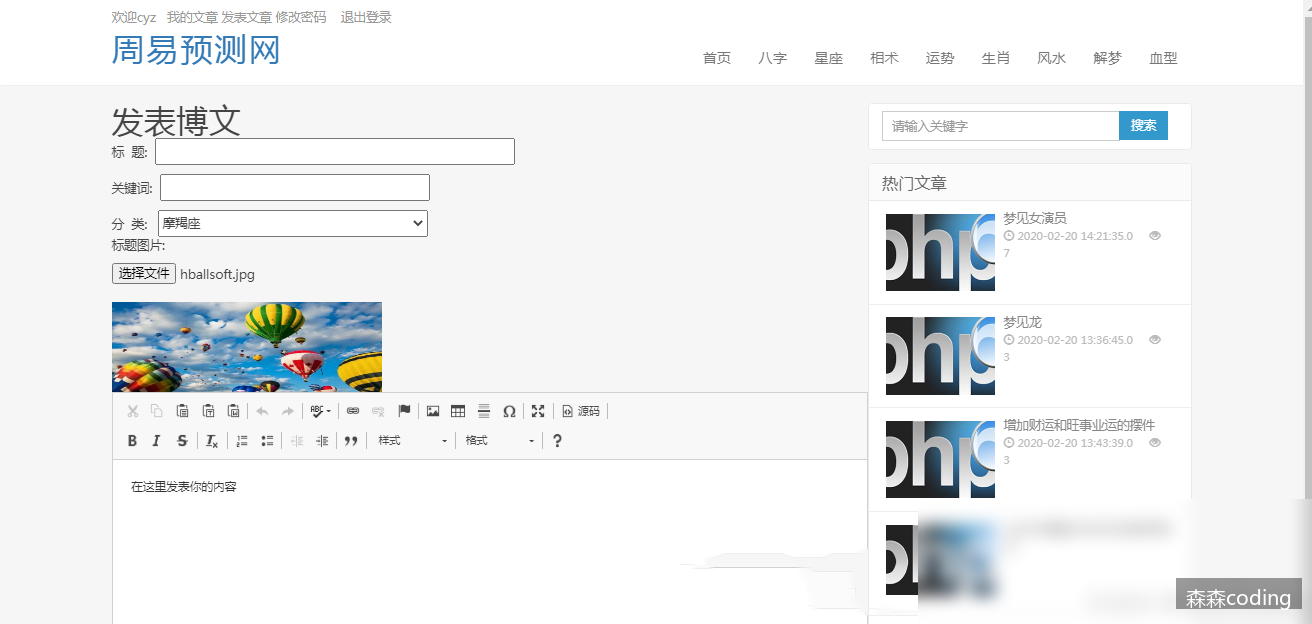 欢迎cyz 我的文章 发表文章 修改密码 退出登录
周易预测网
首页 八字 星座 相术 运势 生肖 风水 解梦 血型
发表博文
标 题:
关键词:
分 类: 摩羯座
标题图片:
选择文件 hballsoft.jpg
源码
B I S Ix 样式 格式 ?
在这里发表你的内容
请输入关键字 搜索
热门文章
php
梦见女演员
2020-02-20 14:21:35.0
7
php
梦见龙
2020-02-20 13:36:45.0
3
php
增加财运和旺事业运的摆件
2020-02-20 13:43:39.0
3
森森coding